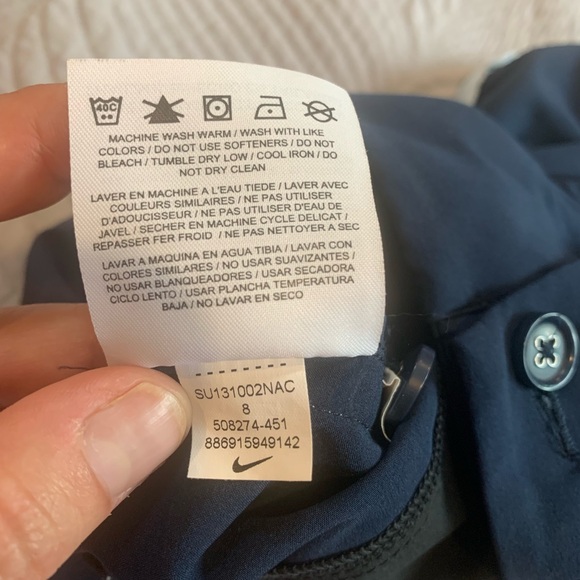 40C
MACHINE WASH WARM / WASH WITH LIKE
COLORS / DO NOT USE SOFTENERS / DO NOT
BLEACH / TUMBLE DRY LOW / COOL IRON / DO
NOT DRY CLEAN
LAVER EN MACHINE A L'EAU TIEDE / LAVER AVEC
COULEURS SIMILAIRES / NE PAS UTILISER
D'ADOUCISSEUR / NE PAS UTILISER D'EAU DE
JAVEL / SECHER EN MACHINE CYCLE DELICAT /
REPASSER FER FROID / NE PAS NETTOYER A SEC
LAVAR A MAQUINA EN AGUA TIBIA / LAVAR CON
COLORES SIMILARES / NO USAR SUAVIZANTES /
NO USAR BLANQUEADORES / USAR SECADORA
CICLO LENTO / USAR PLANCHA TEMPERATURA
BAJA / NO LAVAR EN SECO
SU131002NAC
8
508274-451
886915949142